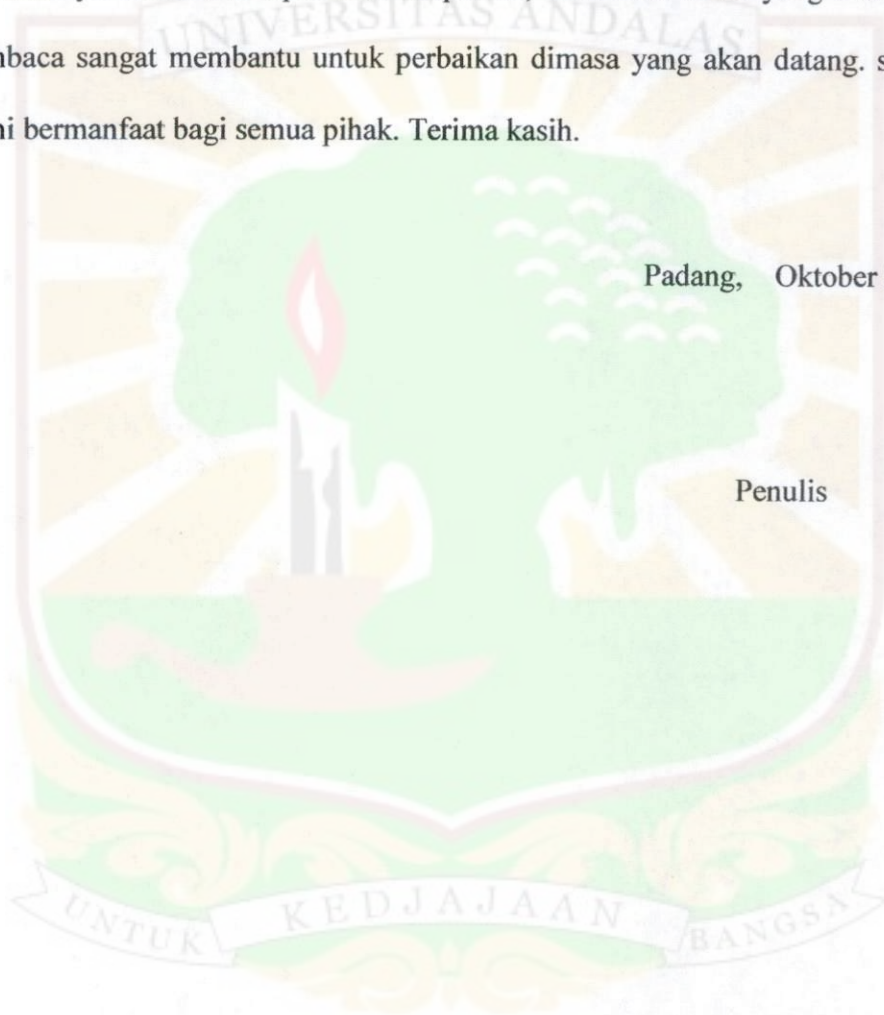 UNIVERSITAS ANDALAS
baca sangat membantu untuk perbaikan dimasa yang akan datang.
bermanfaat bagi semua pihak. Terima kasih.
Padang, Oktober
Penulis
UNTUK KEDJAJAAN BANGSA